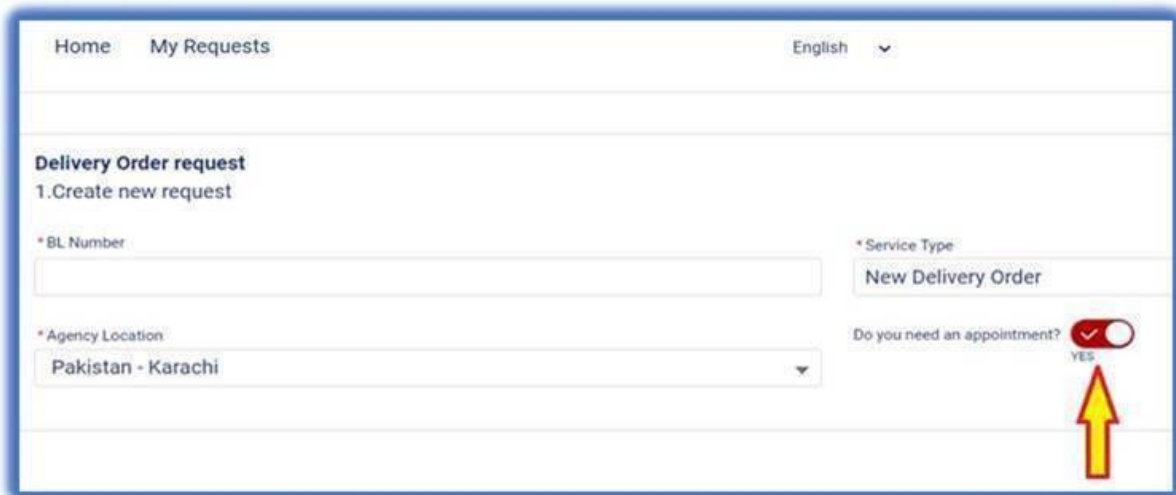 Home My Requests English
Delivery Order request
1.Create new request
*BL Number
*Service Type
New Delivery Order
*Agency Location
Pakistan - Karachi
Do you need an appointment?
YES